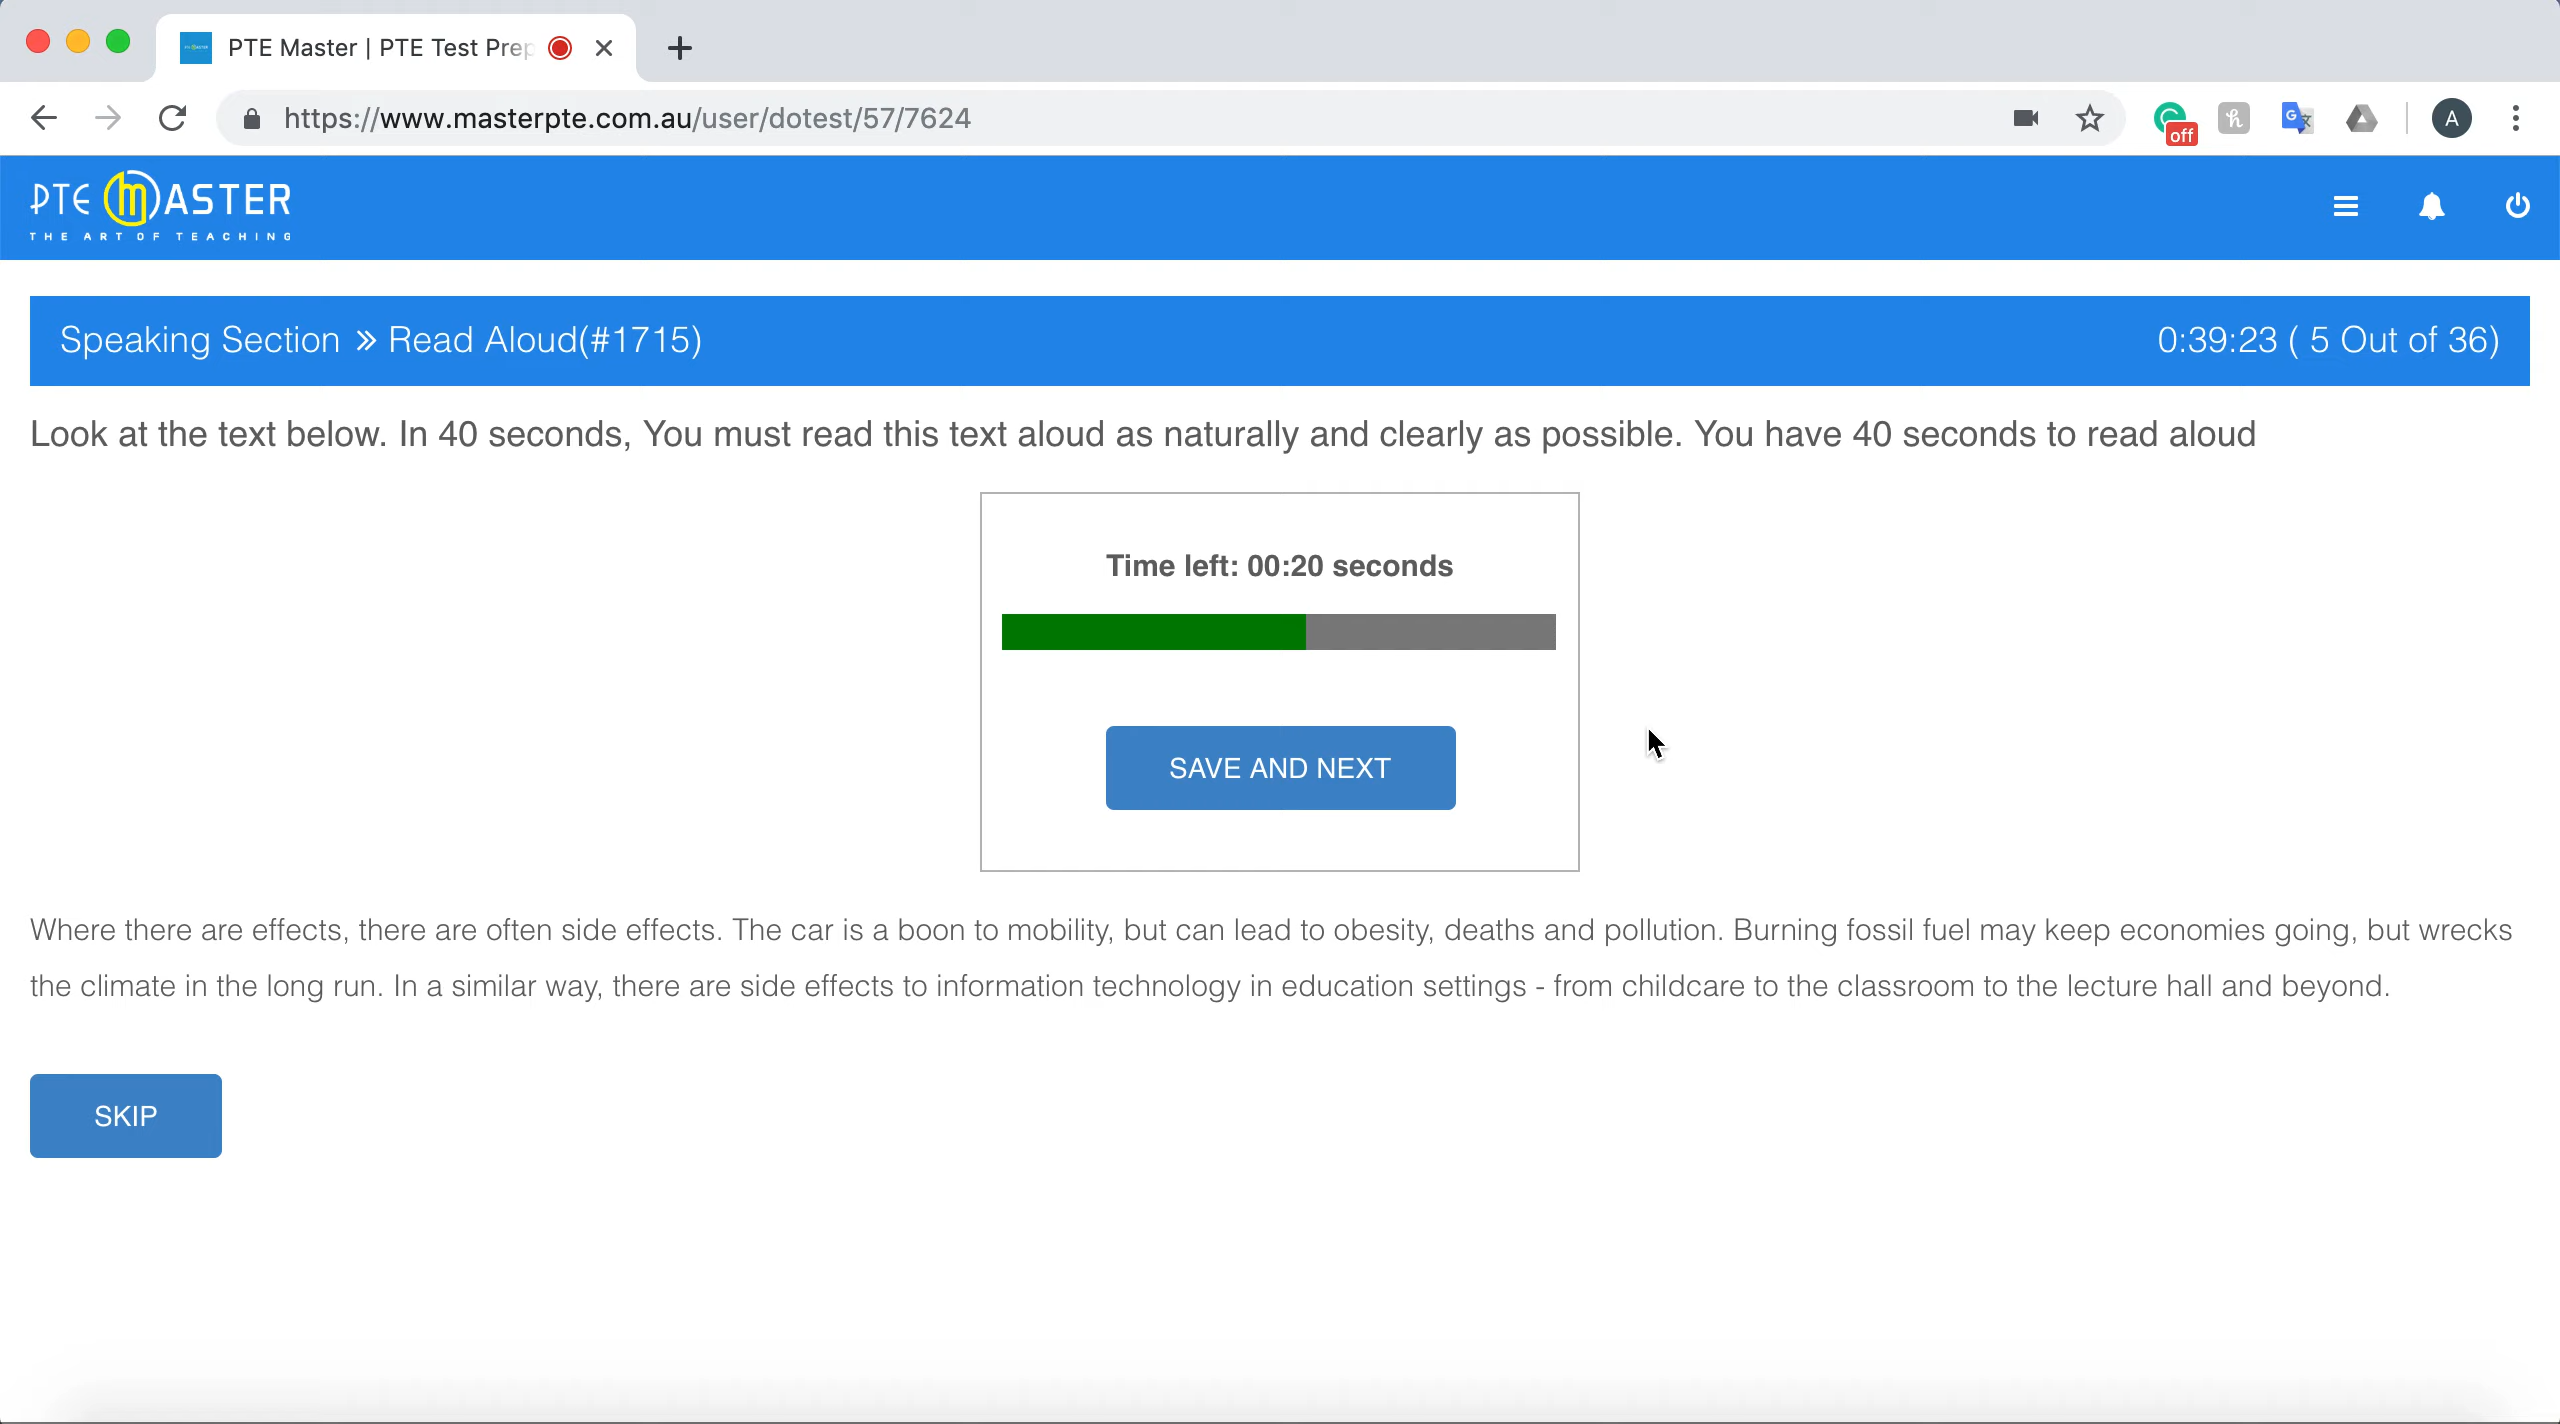 PTE Master | PTE Test Prep
https://www.masterpte.com.au/user/dotest/57/7624
off
A
PTE MASTER
THE ART OF TEACHING
Speaking Section » Read Aloud(#1715)
0:39:23 ( 5 Out of 36)
Look at the text below. In 40 seconds, You must read this text aloud as naturally and clearly as possible. You have 40 seconds to read aloud
Time left: 00:20 seconds
SAVE AND NEXT
Where there are effects, there are often side effects. The car is a boon to mobility, but can lead to obesity, deaths and pollution. Burning fossil fuel may keep economies going, but wrecks
the climate in the long run. In a similar way, there are side effects to information technology in education settings - from childcare to the classroom to the lecture hall and beyond.
SKIP